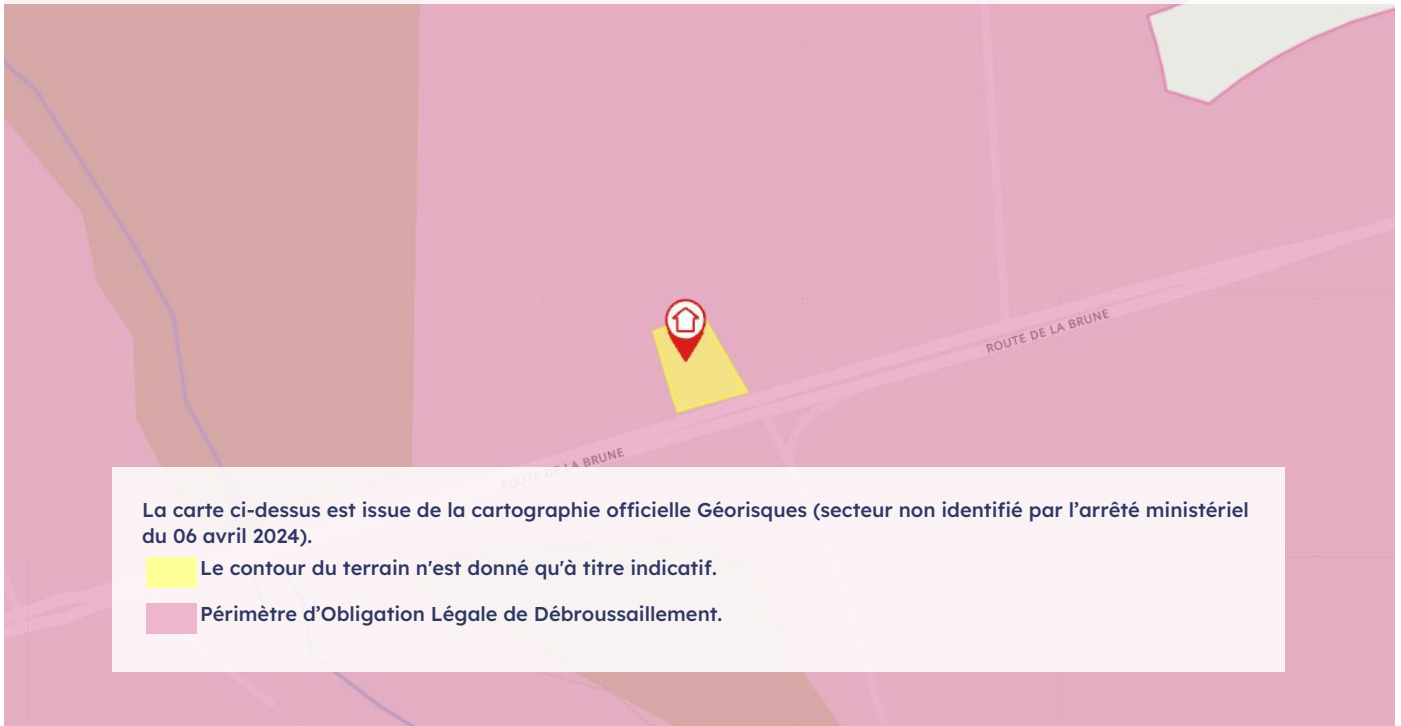 ROUTE DE LA BRUNE
ROUTE DE LA BRUNE
La carte ci-dessus est issue de la cartographie officielle Géorisques (secteur non identifié par l’arrêté ministériel
du 06 avril 2024).
Le contour du terrain n'est donné qu'à titre indicatif.
Périmètre d’Obligation Légale de Débroussaillement.